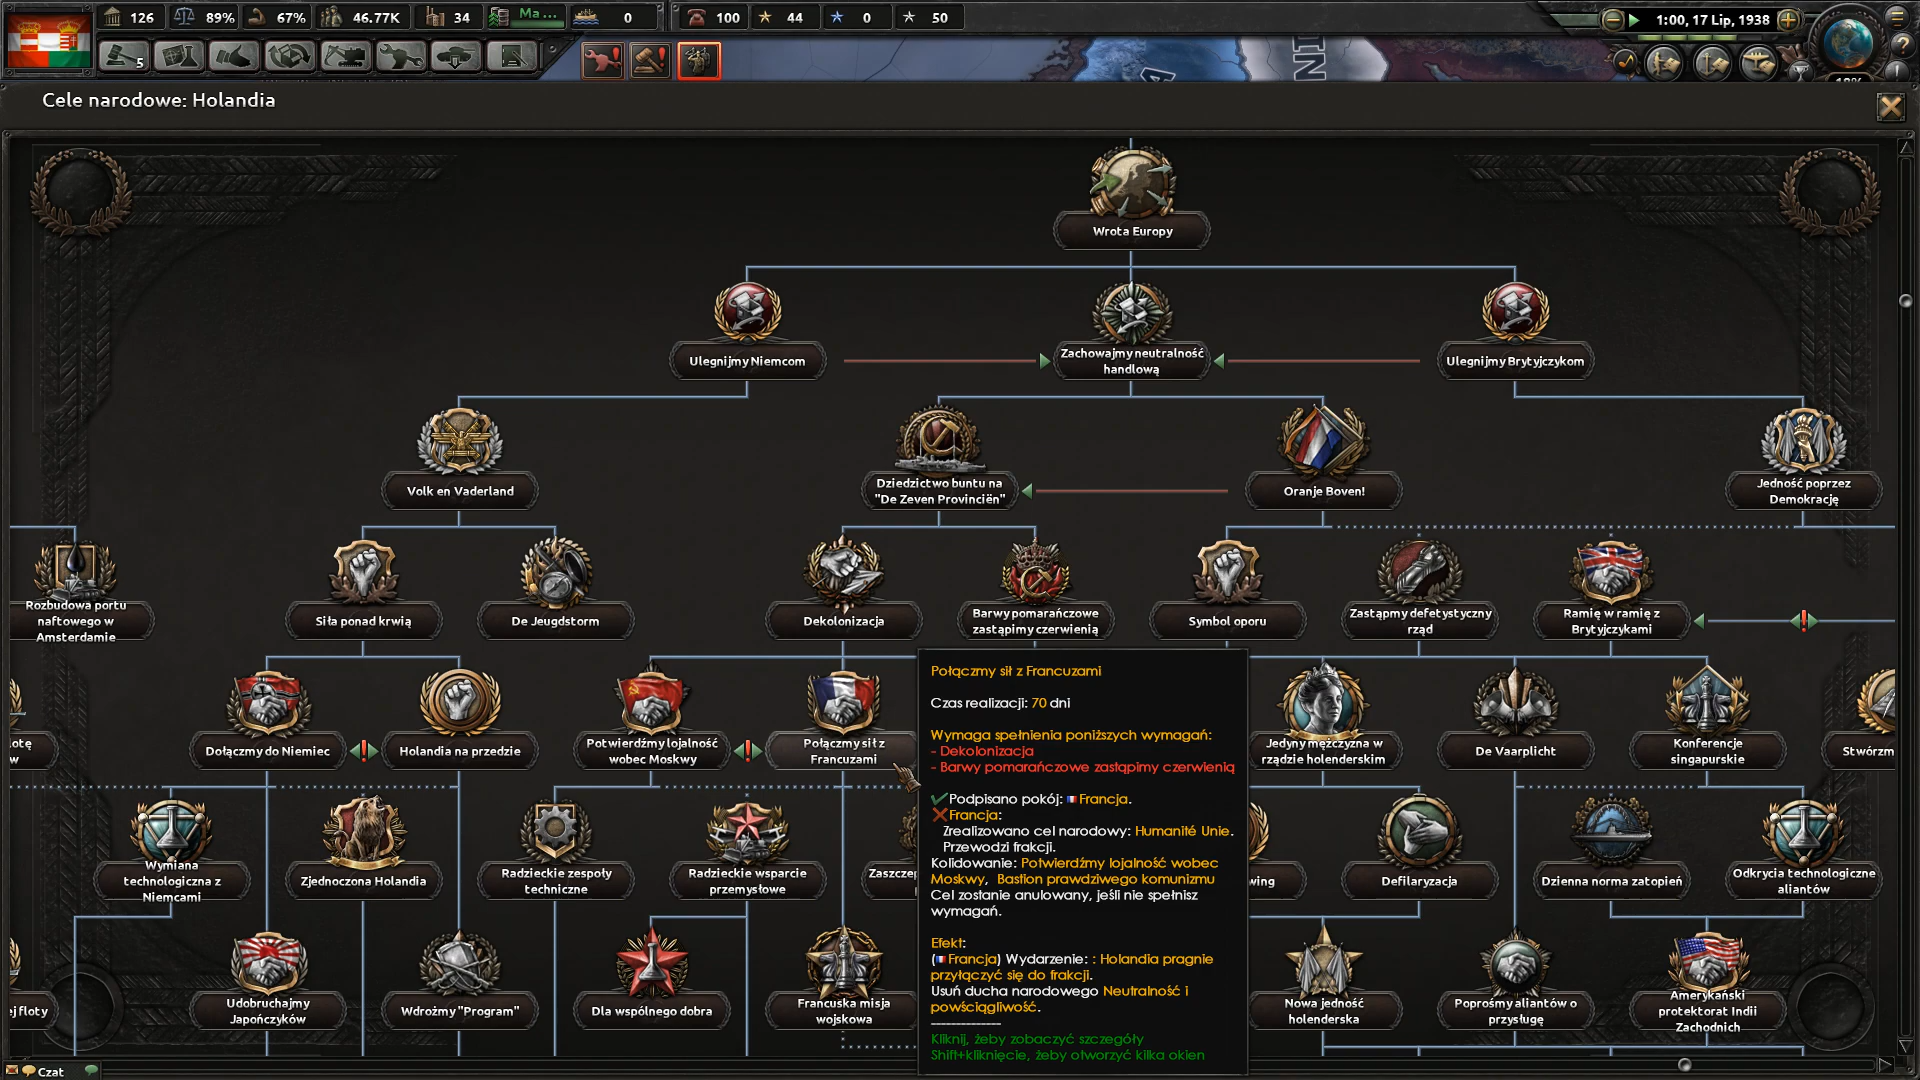 126
89%
67%
46.77K
34
Ma ...
0
100
44
0
50
1:00, 17 Lip, 1938
5
Cele narodowe: Holandia
Wrota Europy
Ulegnijmy Niemcom
Zachowajmy neutralność
handlową
Ulegnijmy Brytyjczykom
Volk en Vaderland
Dziedzictwo buntu na
"De Zeven Provinciën"
Oranje Boven!
Jedność poprzez
Demokrację
Rozbudowa portu
naftowego w
Amsterdamie
Siła ponad krwią
De Jeugdstorm
Dekolonizacja
Barwy pomarańczowe
zastąpimy czerwienią
Symbol oporu
Zastąpmy defetystyczny
rząd
Ramię w ramię z
Brytyjczykami
Dołączmy do Niemiec
Holandia na przedzie
Potwierdźmy lojalność
wobec Moskwy
Połączmy sił z
Francuzami
Jedyny mężczyzna w
rządzie holenderskim
De Vaarplicht
Konferencje
singapurskie
Stwórzm
Połączmy sił z Francuzami
Czas realizacji: 70 dni
Wymaga spełnienia poniższych wymagań:
- Dekolonizacja
- Barwy pomarańczowe zastąpimy czerwienią
Podpisano pokój: Francja.
Francja:
Zrealizowano cel narodowy: Humanité Unie.
Przewodzi frakcji.
Kolidowanie: Potwierdźmy lojalność wobec
Moskwy, Bastion prawdziwego komunizmu
Cel zostanie anulowany, jeśli nie spełnisz
wymagań.
Efekt:
(Francja) Wydarzenie: : Holandia pragnie
przyłączyć się do frakcji.
Usuń ducha narodowego Neutralność i
powściągliwość.
--------------
Kliknij, żeby zobaczyć szczegóły
Shift+kliknięcie, żeby otworzyć kilka okien
Wymiana
technologiczna z
Niemcami
Zjednoczona Holandia
Radzieckie zespoły
techniczne
Radzieckie wsparcie
przemysłowe
Zaszczep
wing
Defilaryzacja
Dzienna norma zatopień
Odkrycia technologiczne
aliantów
ej floty
Udobruchajmy
Japończyków
Wdrożmy "Program"
Dla wspólnego dobra
Francuska misja
wojskowa
Nowa jedność
holenderska
Poprośmy aliantów o
przysługę
Amerykański
protektorat Indii
Zachodnich
Czat